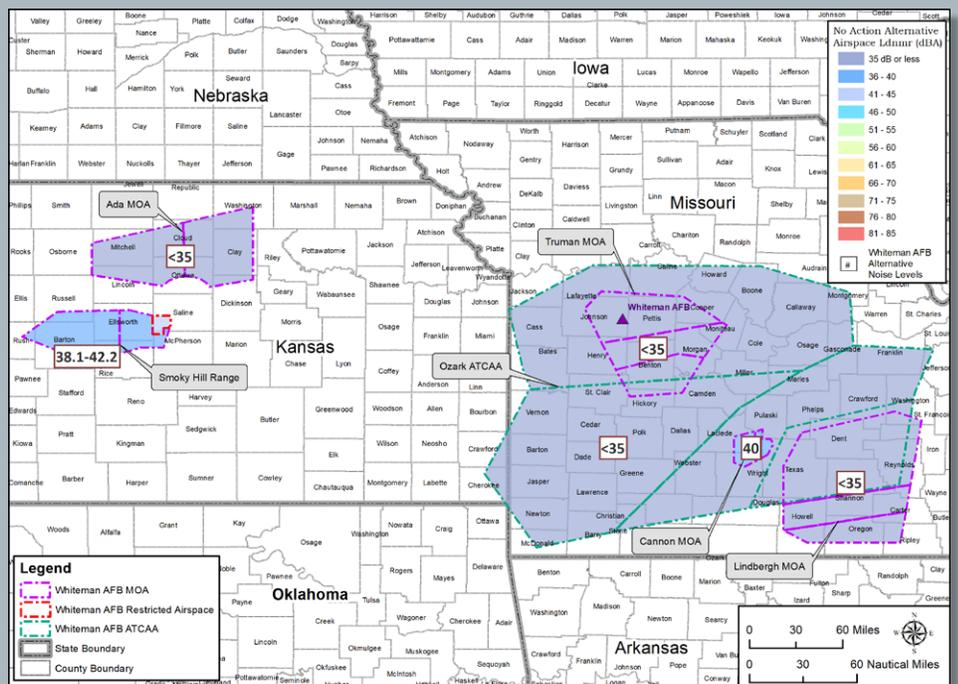 Nebraska
Iowa
Missouri
Kansas
Oklahoma
Arkansas
No Action Alternative
Airspace Ldnmr (dBA)
35 dB or less
36 - 40
41 - 45
46 - 50
51 - 55
56 - 60
61 - 65
66 - 70
71 - 75
76 - 80
81 - 85
# Whiteman AFB
Alternative
Noise Levels
Ada MOA
<35
38.1-42.2
Smoky Hill Range
Truman MOA
Whiteman AFB
<35
Ozark ATCAA
<35
40
<35
Cannon MOA
Lindbergh MOA
Legend
Whiteman AFB MOA
Whiteman AFB Restricted Airspace
Whiteman AFB ATCAA
State Boundary
County Boundary
0 30 60 Miles
0 30 60 Nautical Miles
N
W E
S
Boone Platte Colfax Dodge Washington
Nance
Sherman Howard Merrick Polk Butler Saunders Douglas
Sarpy
Buffalo Hall Hamilton York Seward Cass
Lancaster Otoe
Kearney Adams Clay Fillmore Saline
Gage Nemaha
Franklin Webster Nuckolls Thayer Jefferson Pawnee Richardson
Harrison Shelby Audubon Guthrie Dallas Polk Jasper Poweshiek Iowa Johnson Cedar Scott
Pottawattamie Cass Adair Madison Warren Marion Mahaska Keokuk
Mills Montgomery Adams Union Clarke Lucas Monroe Wapello Jefferson
Fremont Page Taylor Ringgold Decatur Wayne Appanoose Davis Van Buren
Atchison Nodaway Worth Harrison Mercer Putnam Schuyler Scotland Clark
Holt Gentry Sullivan Adair Knox Lewis
Andrew DeKalb Daviess Grundy Linn Macon
Buchanan Clinton Caldwell Livingston Shelby
Platte Clay Carroll Chariton Randolph Monroe
Jackson Lafayette Saline Howard Boone Audrain Callaway Montgomery Lincoln
Warren St. Charles
Cass Johnson Pettis Cooper Moniteau Cole Osage Gasconade Franklin
Bates Henry Benton Morgan Miller Maries Jefferson
Vernon St. Clair Hickory Camden Pulaski Phelps Crawford Washington
Barton Cedar Polk Dallas Laclede Dent Iron
Jasper Dade Greene Webster Wright Texas Reynolds
Lawrence Shannon Wayne
Newton Christian Douglas Howell Carter
McDonald Barry Stone Oregon Ripley
Jewell Republic Washington Marshall Nemaha Brown Doniphan
Phillips Smith Cloud Clay Riley Pottawatomie Jackson Atchison
Rooks Osborne Mitchell Ottawa Jefferson Leavenworth Wyandotte
Lincoln Dickinson Geary Wabaunsee Shawnee Douglas Johnson
Ellis Russell Ellsworth Saline Morris Osage Franklin Miami
Rush Barton McPherson Lyon Coffey Anderson Linn
Rice Chase
Pawnee Stafford Reno Harvey Greenwood Woodson Allen Bourbon
Edwards Pratt Sedgwick Butler Wilson Neosho Crawford
Kiowa Kingman Elk
Comanche Barber Harper Sumner Cowley Chautauqua Montgomery Labette Cherokee
Woods Alfalfa Grant Kay Osage Washington Nowata Craig Ottawa
Noble Pawnee Rogers Mayes Delaware
Payne Tulsa Wagoner Cherokee Adair
Lincoln Creek Okmulgee Muskogee
Okfuskee McIntosh Sequoyah
Pottawatomie Seminole Haskell
Benton Carroll Boone Marion Baxter Fulton Randolph Clay
Washington Madison Newton Searcy Izard Sharp Greene
Crawford Franklin Johnson Pope Conway
Logan